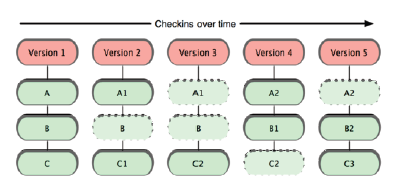 Checkins over time
Version 1 Version 2 Version 3 Version 4 Version 5
A A1 A1 A2 A2
B B B B1 B2
C C1 C2 C2 C3